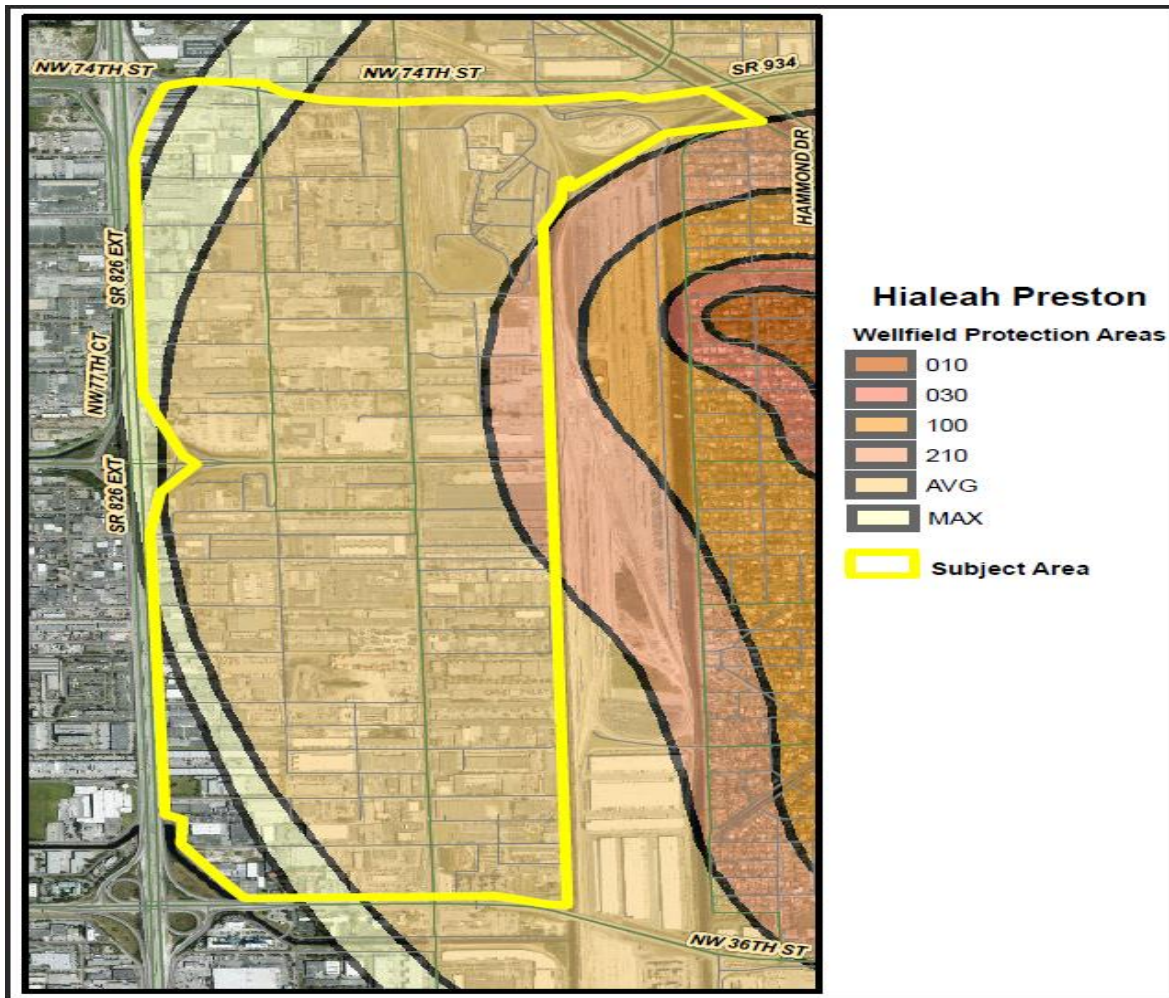 NW 74TH ST
NW 74TH ST
SR 934
HAMMOND DR
SR 826 EXT
NW 77TH CT
SR 826 EXT
NW 36TH ST
Hialeah Preston
Wellfield Protection Areas
010
030
100
210
AVG
MAX
Subject Area